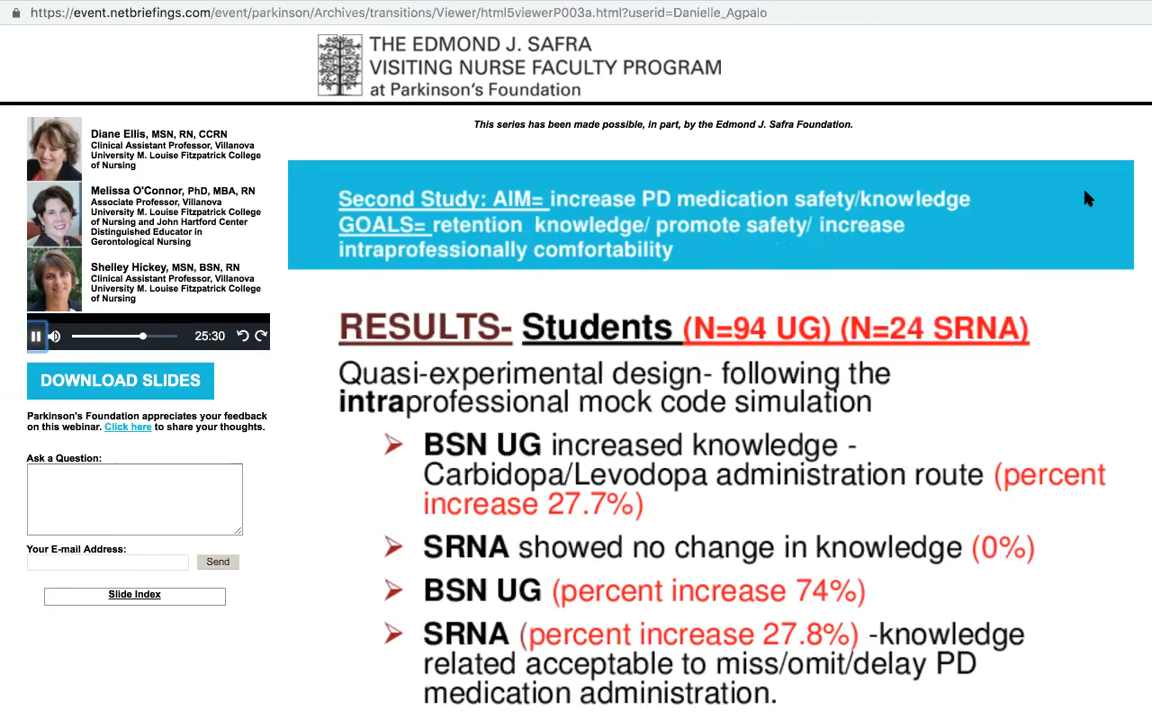 https://event.netbriefings.com/event/parkinson/Archives/transitions/Viewer/html5viewerP003a.html?userid=Danielle_Agpalo
THE EDMOND J. SAFRA
VISITING NURSE FACULTY PROGRAM
at Parkinson's Foundation
This series has been made possible, in part, by the Edmond J. Safra Foundation.
Diane Ellis, MSN, RN, CCRN
Clinical Assistant Professor, Villanova
University M. Louise Fitzpatrick College
of Nursing
Melissa O'Connor, PhD, MBA, RN
Associate Professor, Villanova
University M. Louise Fitzpatrick College
of Nursing and John Hartford Center
Distinguished Educator in
Gerontological Nursing
Shelley Hickey, MSN, BSN, RN
Clinical Assistant Professor, Villanova
University M. Louise Fitzpatrick College
of Nursing
25:30
DOWNLOAD SLIDES
Parkinson's Foundation appreciates your feedback
on this webinar. Click here to share your thoughts.
Ask a Question:
Your E-mail Address:
Send
Slide Index
Second Study: AIM= increase PD medication safety/knowledge
GOALS= retention knowledge/ promote safety/ increase
intraprofessionally comfortability
RESULTS- Students (N=94 UG) (N=24 SRNA)
Quasi-experimental design- following the
intraprofessional mock code simulation
➢ BSN UG increased knowledge -
Carbidopa/Levodopa administration route (percent
increase 27.7%)
➢ SRNA showed no change in knowledge (0%)
➢ BSN UG (percent increase 74%)
➢ SRNA (percent increase 27.8%) -knowledge
related acceptable to miss/omit/delay PD
medication administration.